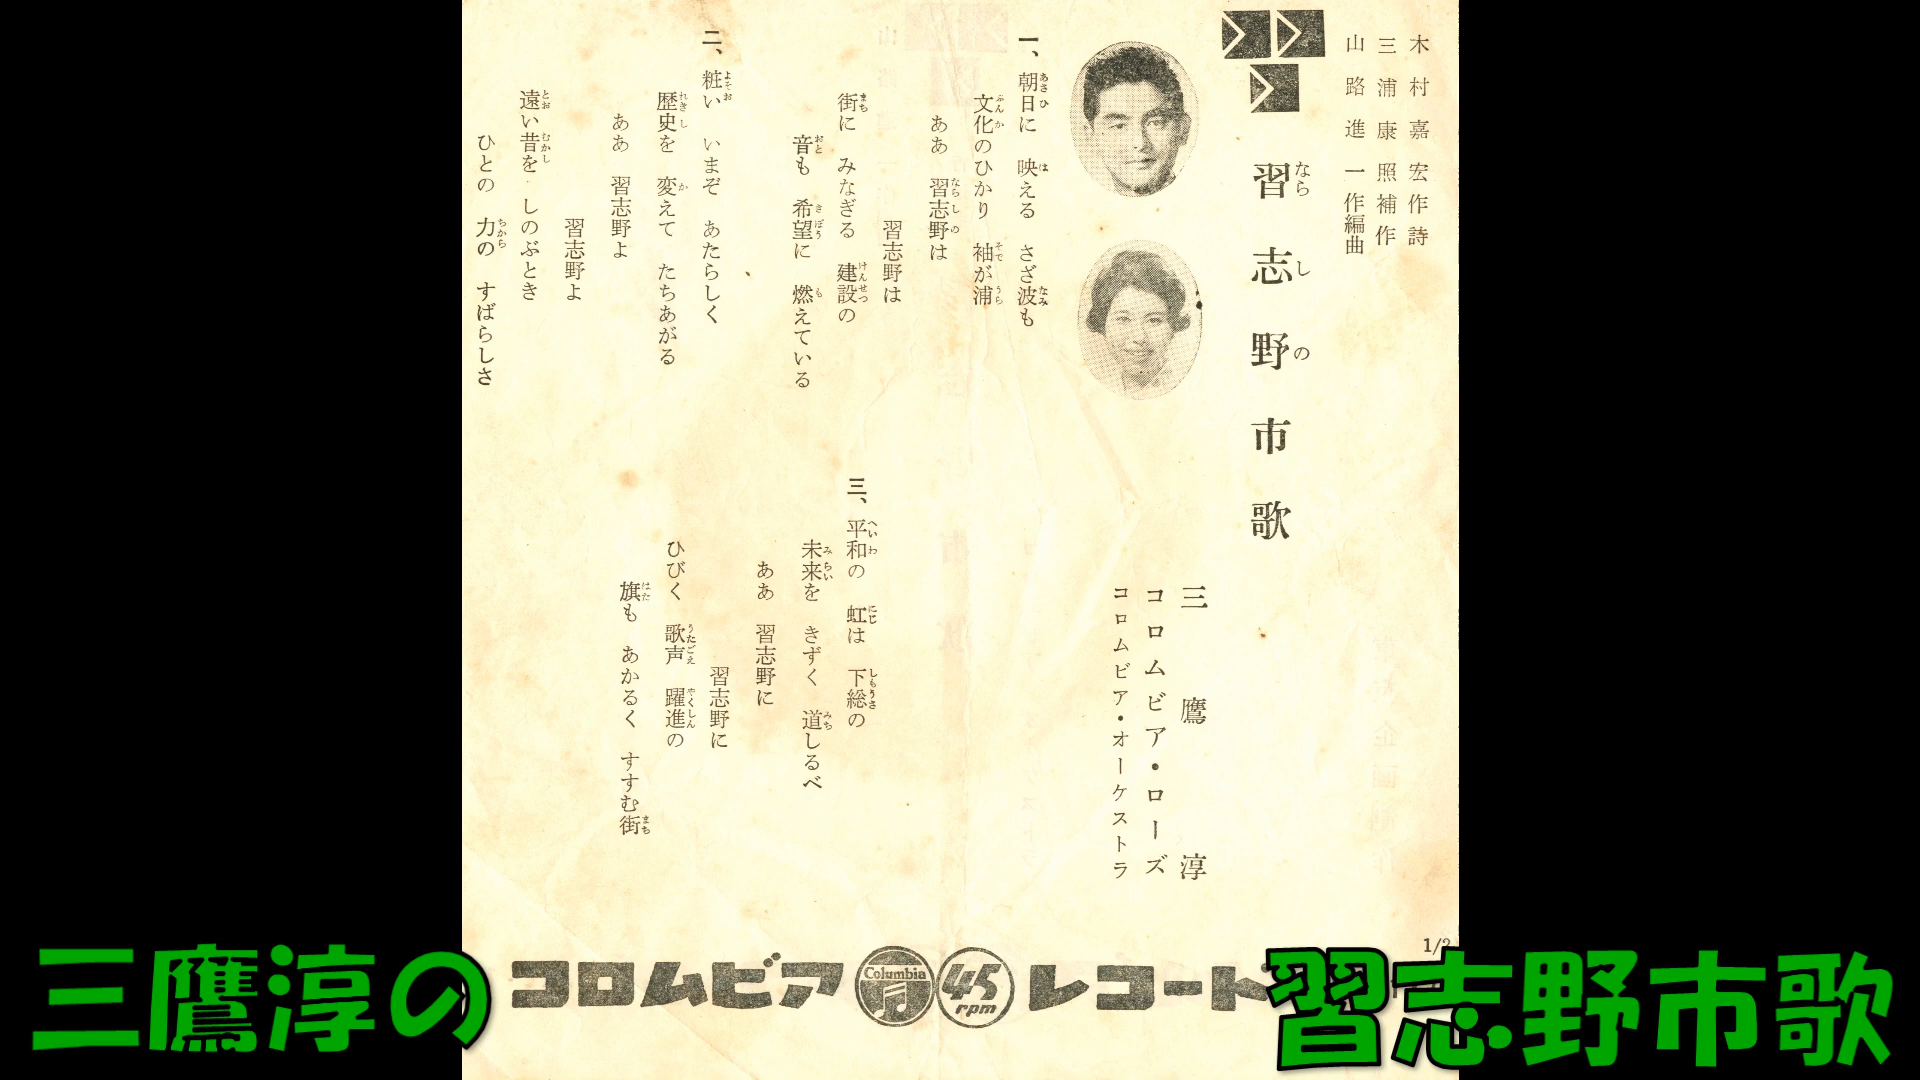 木村嘉宏作詩
三浦康照補作
山路進一作編曲
習志野市歌
ならしの
三鷹淳
コロムビア・ローズ
コロムビア・オーケストラ
一、朝日に 映える さざ波も
文化のひかり 袖が浦
ああ 習志野は
習志野は
街に みなぎる 建設の
音も 希望に 燃えている
二、粧い いまぞ あたらしく
歴史を 変えて たちあがる
ああ 習志野よ
習志野よ
遠い昔を しのぶとき
ひとの 力の すばらしさ
三、平和の 虹は 下総の
未来を きずく 道しるべ
ああ 習志野に
習志野に
ひびく 歌声 躍進の
旗も あかるく すすむ街
1/2
コロムビア Columbia 45 rpm レコード
三鷹淳の
習志野市歌